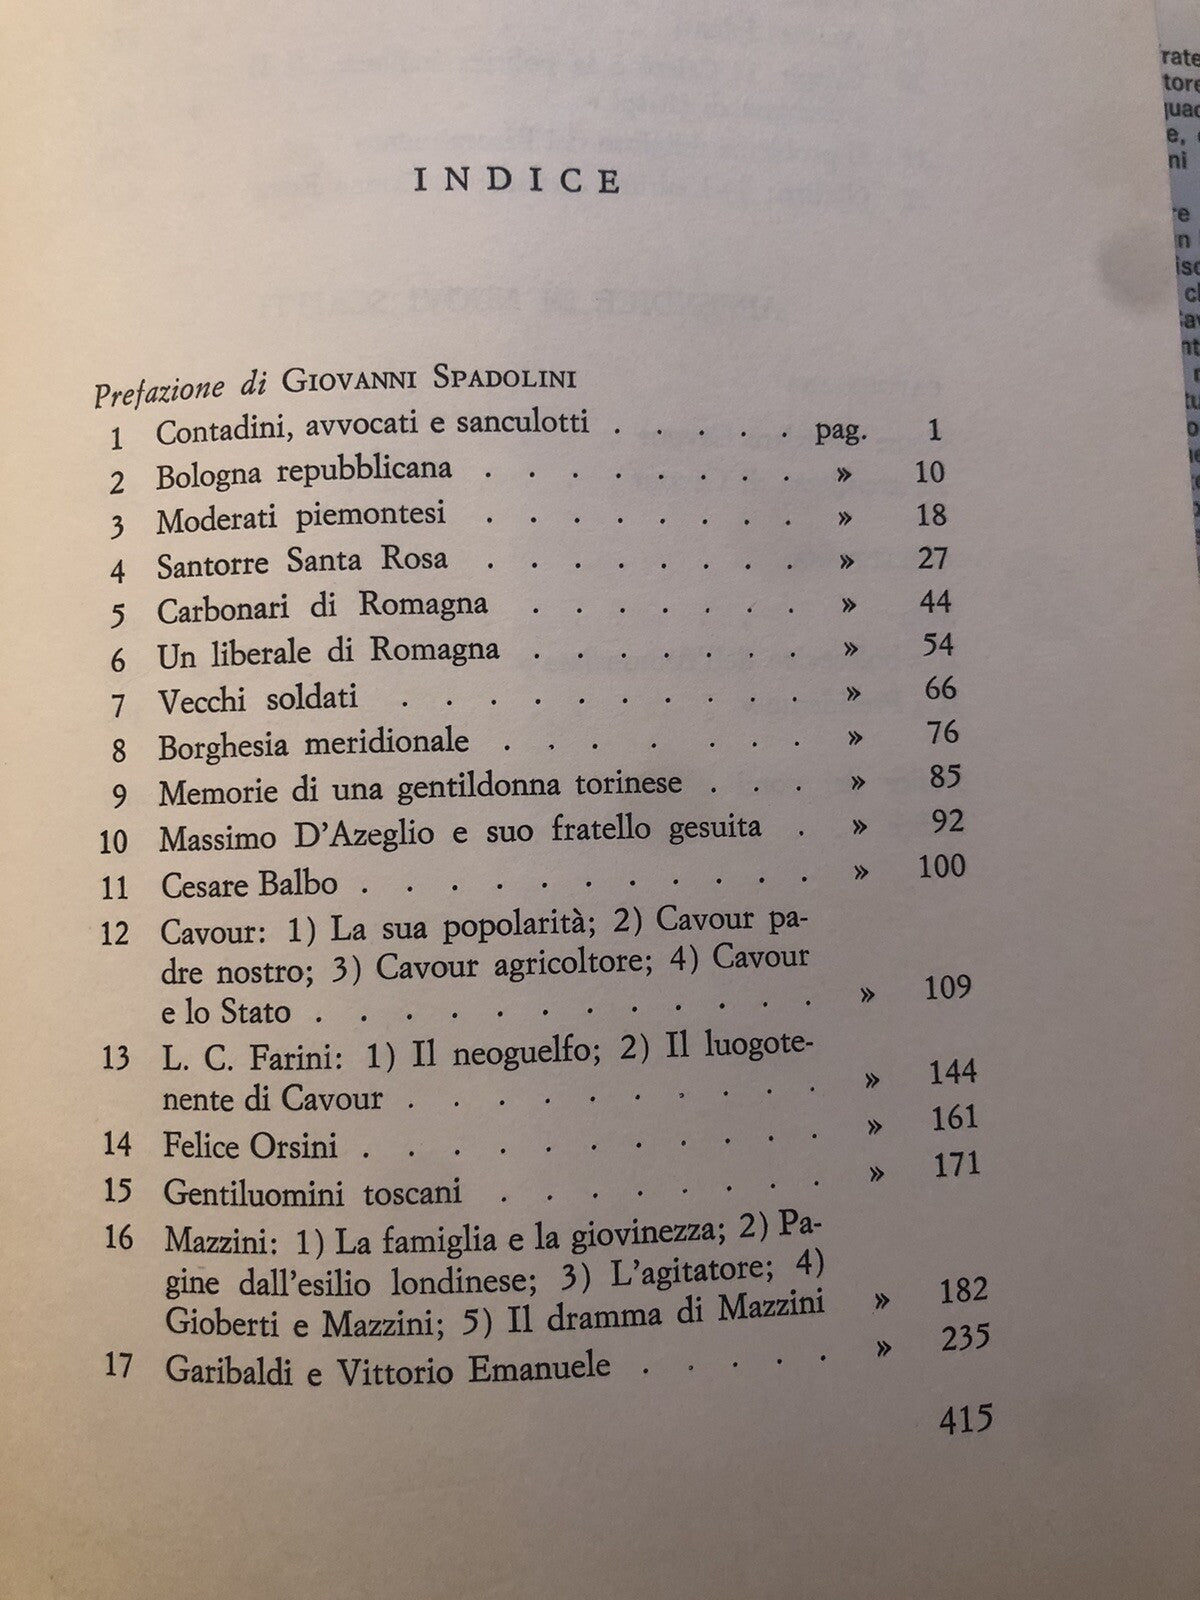 INDICE
Prefazione di GIOVANNI SPADOLINI
1 Contadini, avvocati e sanculotti . . . . . pag. 1
2 Bologna repubblicana . . . . . . . . » 10
3 Moderati piemontesi . . . . . . . . » 18
4 Santorre Santa Rosa . . . . . . . . » 27
5 Carbonari di Romagna . . . . . . . » 44
6 Un liberale di Romagna . . . . . . . » 54
7 Vecchi soldati . . . . . . . . . . » 66
8 Borghesia meridionale . . . . . . . » 76
9 Memorie di una gentildonna torinese . . . » 85
10 Massimo D'Azeglio e suo fratello gesuita . » 92
11 Cesare Balbo . . . . . . . . . . . » 100
12 Cavour: 1) La sua popolarità; 2) Cavour pa-
dre nostro; 3) Cavour agricoltore; 4) Cavour
e lo Stato . . . . . . . . . . . . » 109
13 L. C. Farini: 1) Il neoguelfo; 2) Il luogote-
nente di Cavour . . . . . . . . . . » 144
14 Felice Orsini . . . . . . . . . . . » 161
15 Gentiluomini toscani . . . . . . . . » 171
16 Mazzini: 1) La famiglia e la giovinezza; 2) Pa-
gine dall'esilio londinese; 3) L'agitatore; 4)
Gioberti e Mazzini; 5) Il dramma di Mazzini » 182
17 Garibaldi e Vittorio Emanuele . . . . . » 235
415